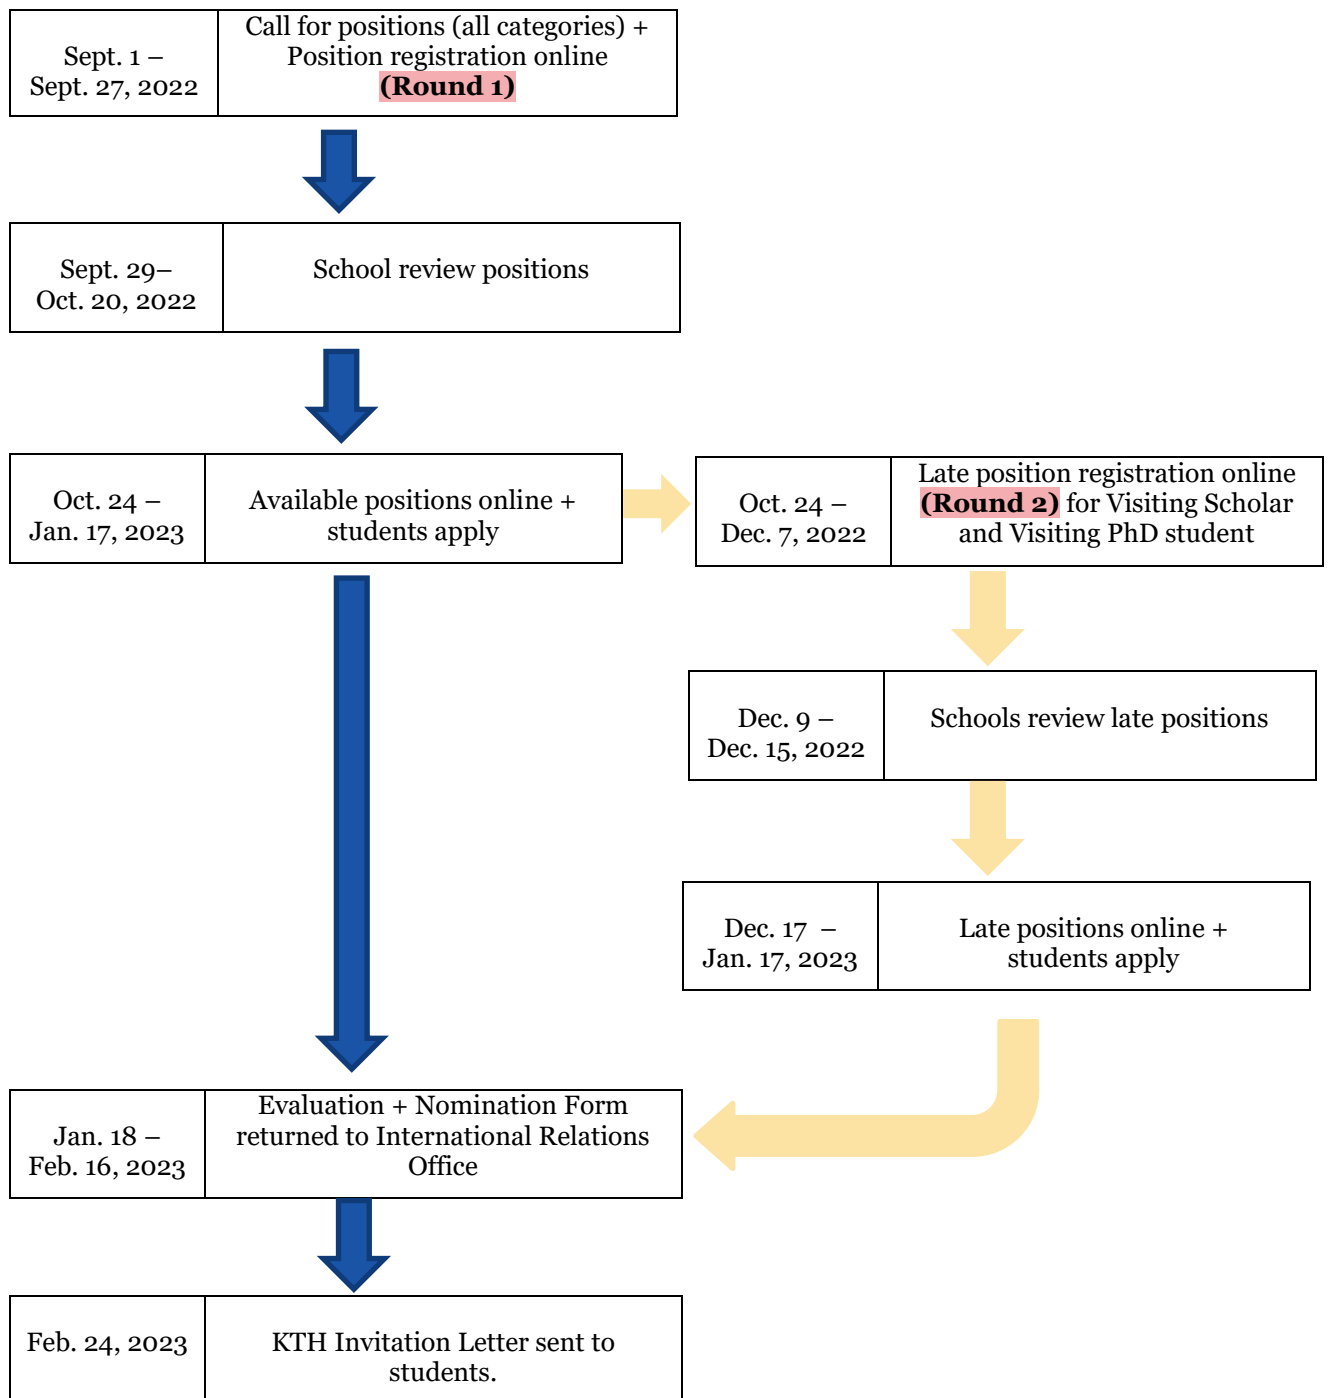 Sept. 1 –
Sept. 27, 2022
Call for positions (all categories) +
Position registration online
(Round 1)
Sept. 29–
Oct. 20, 2022
School review positions
Oct. 24 –
Jan. 17, 2023
Available positions online +
students apply
Oct. 24 –
Dec. 7, 2022
Late position registration online
(Round 2) for Visiting Scholar
and Visiting PhD student
Dec. 9 –
Dec. 15, 2022
Schools review late positions
Dec. 17 –
Jan. 17, 2023
Late positions online +
students apply
Jan. 18 –
Feb. 16, 2023
Evaluation + Nomination Form
returned to International Relations
Office
Feb. 24, 2023
KTH Invitation Letter sent to
students.